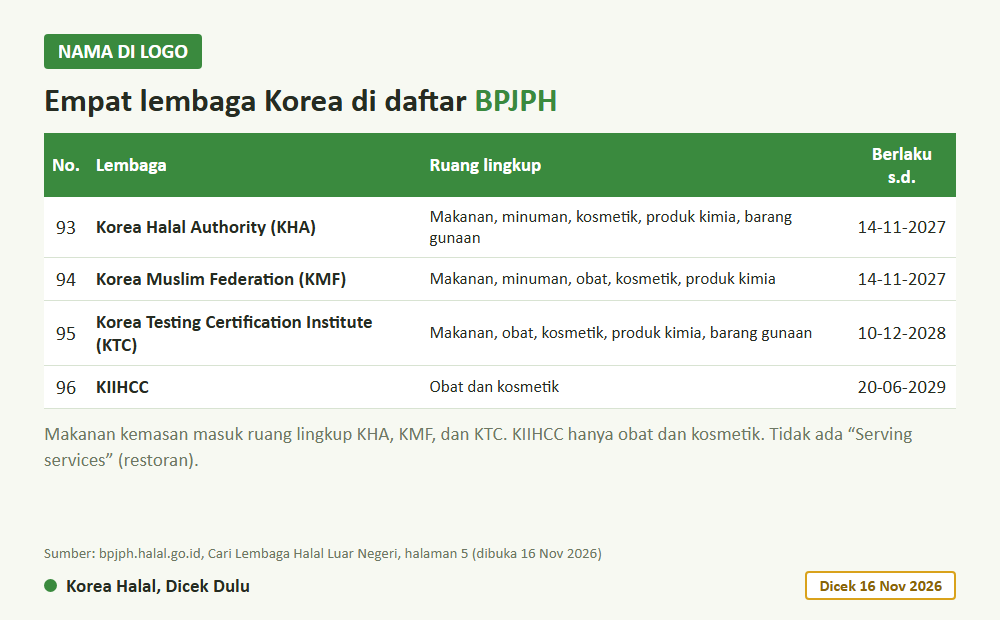 NAMA DI LOGO
Empat lembaga Korea di daftar BPJPH
No. Lembaga Ruang lingkup Berlaku s.d.
93 Korea Halal Authority (KHA) Makanan, minuman, kosmetik, produk kimia, barang gunaan 14-11-2027
94 Korea Muslim Federation (KMF) Makanan, minuman, obat, kosmetik, produk kimia 14-11-2027
95 Korea Testing Certification Institute (KTC) Makanan, obat, kosmetik, produk kimia, barang gunaan 10-12-2028
96 KIIHCC Obat dan kosmetik 20-06-2029
Makanan kemasan masuk ruang lingkup KHA, KMF, dan KTC. KIIHCC hanya obat dan kosmetik. Tidak ada “Serving
services” (restoran).
Sumber: bpjph.halal.go.id, Cari Lembaga Halal Luar Negeri, halaman 5 (dibuka 16 Nov 2026)
Korea Halal, Dicek Dulu
Dicek 16 Nov 2026